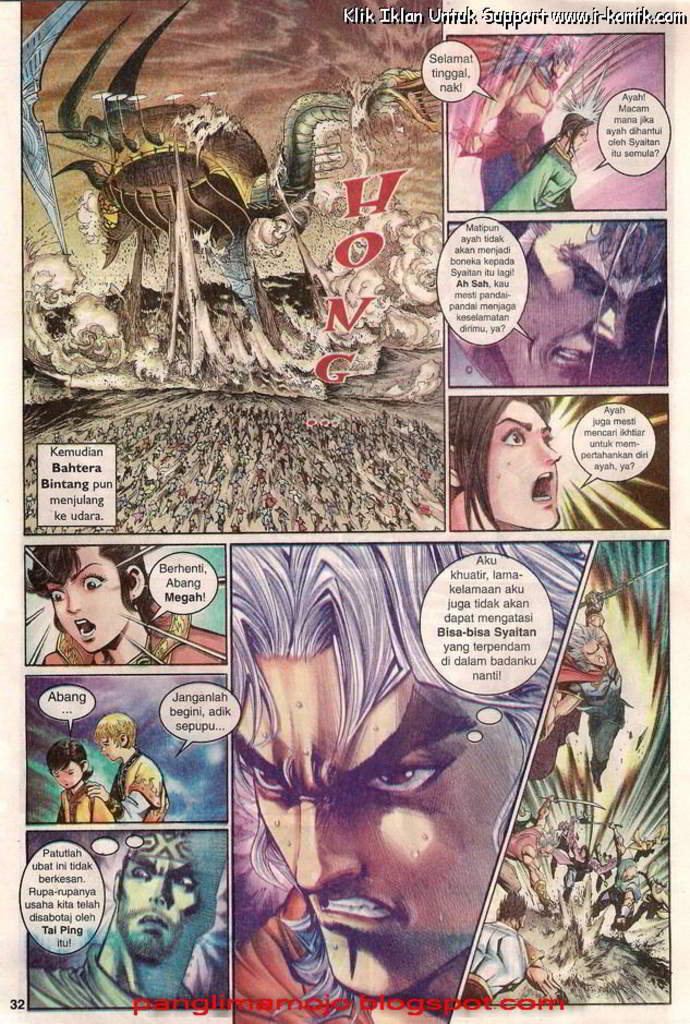 Klik Iklan Untuk Support www.i-komik.com
HONG
...
Kemudian
Bahtera
Bintang pun
menjulang
ke udara.
Selamat
tinggal,
nak!
Ayah!
Macam
mana jika
ayah dihantui
oleh Syaitan
itu semula?
Matipun
ayah tidak
akan menjadi
boneka kepada
Syaitan itu lagi!
Ah Sah, kau
mesti pandai-
pandai menjaga
keselamatan
dirimu, ya?
Ayah
juga mesti
mencari ikhtiar
untuk mem-
pertahankan diri
ayah, ya?
Berhenti,
Abang
Megah!
Abang
...
Janganlah
begini, adik
sepupu...
Patutlah
ubat ini tidak
berkesan.
Rupa-rupanya
usaha kita telah
disabotaj oleh
Tai Ping
itu!
Aku
khuatir, lama-
kelamaan aku
juga tidak akan
dapat mengatasi
Bisa-bisa Syaitan
yang terpendam
di dalam badanku
nanti!
32
panglimamojo.blogspot.com